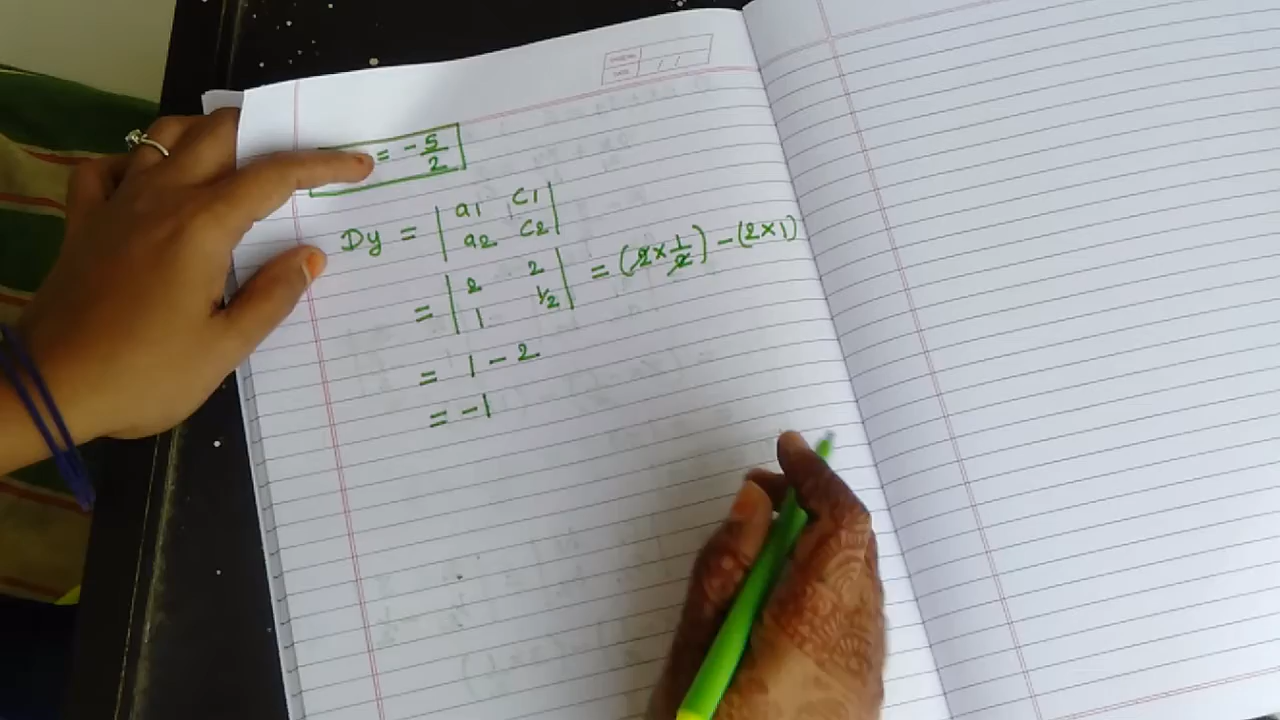 = -5/2
Dy = | a1 c1 |
| a2 c2 |
= | 2 2 | = (2 × 1/2) - (2 × 1)
| 1 1/2 |
= 1 - 2
= -1